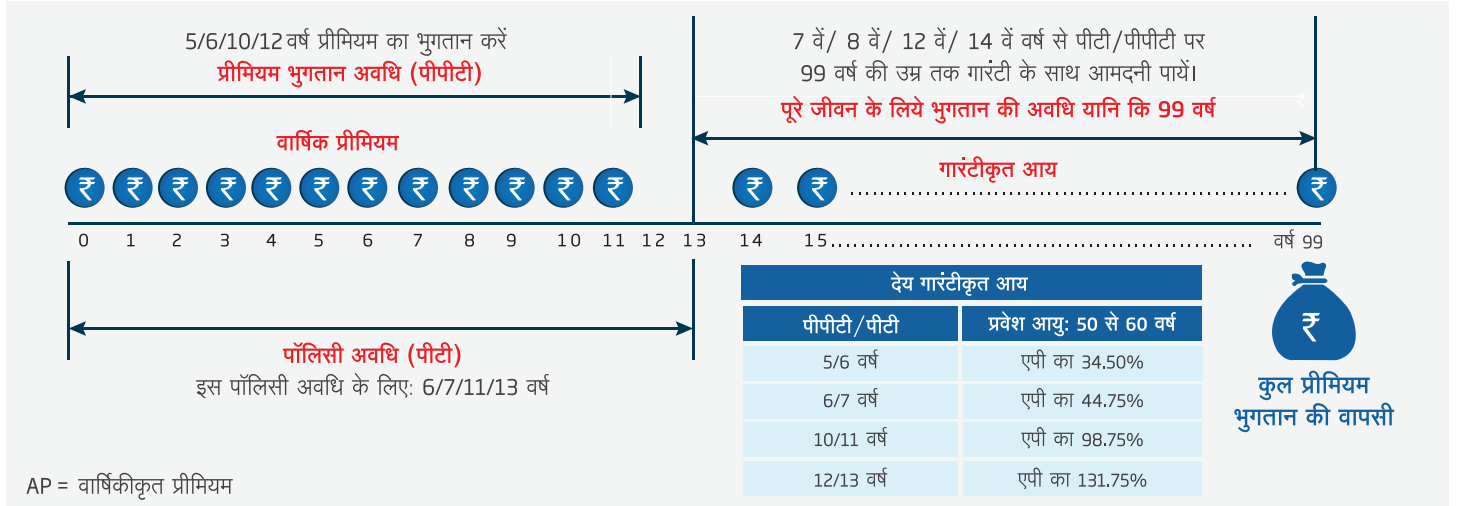 5/6/10/12 वर्ष प्रीमियम का भुगतान करें
प्रीमियम भुगतान अवधि (पीपीटी)
7 वें/ 8 वें/ 12 वें/ 14 वें वर्ष से पीटी/पीपीटी पर
99 वर्ष की उम्र तक गारंटी के साथ आमदनी पायें।
पूरे जीवन के लिये भुगतान की अवधि यानि कि 99 वर्ष
वार्षिक प्रीमियम
गारंटीकृत आय
₹ ₹ ₹ ₹ ₹ ₹ ₹ ₹ ₹ ₹ ₹ ₹ ₹ ₹ ₹
0 1 2 3 4 5 6 7 8 9 10 11 12 13 14 15 वर्ष 99
पॉलिसी अवधि (पीटी)
इस पॉलिसी अवधि के लिए: 6/7/11/13 वर्ष
देय गारंटीकृत आय
पीपीटी/पीटी प्रवेश आयु: 50 से 60 वर्ष
5/6 वर्ष एपी का 34.50%
6/7 वर्ष एपी का 44.75%
10/11 वर्ष एपी का 98.75%
12/13 वर्ष एपी का 131.75%
₹
कुल प्रीमियम
भुगतान की वापसी
AP = वार्षिकीकृत प्रीमियम